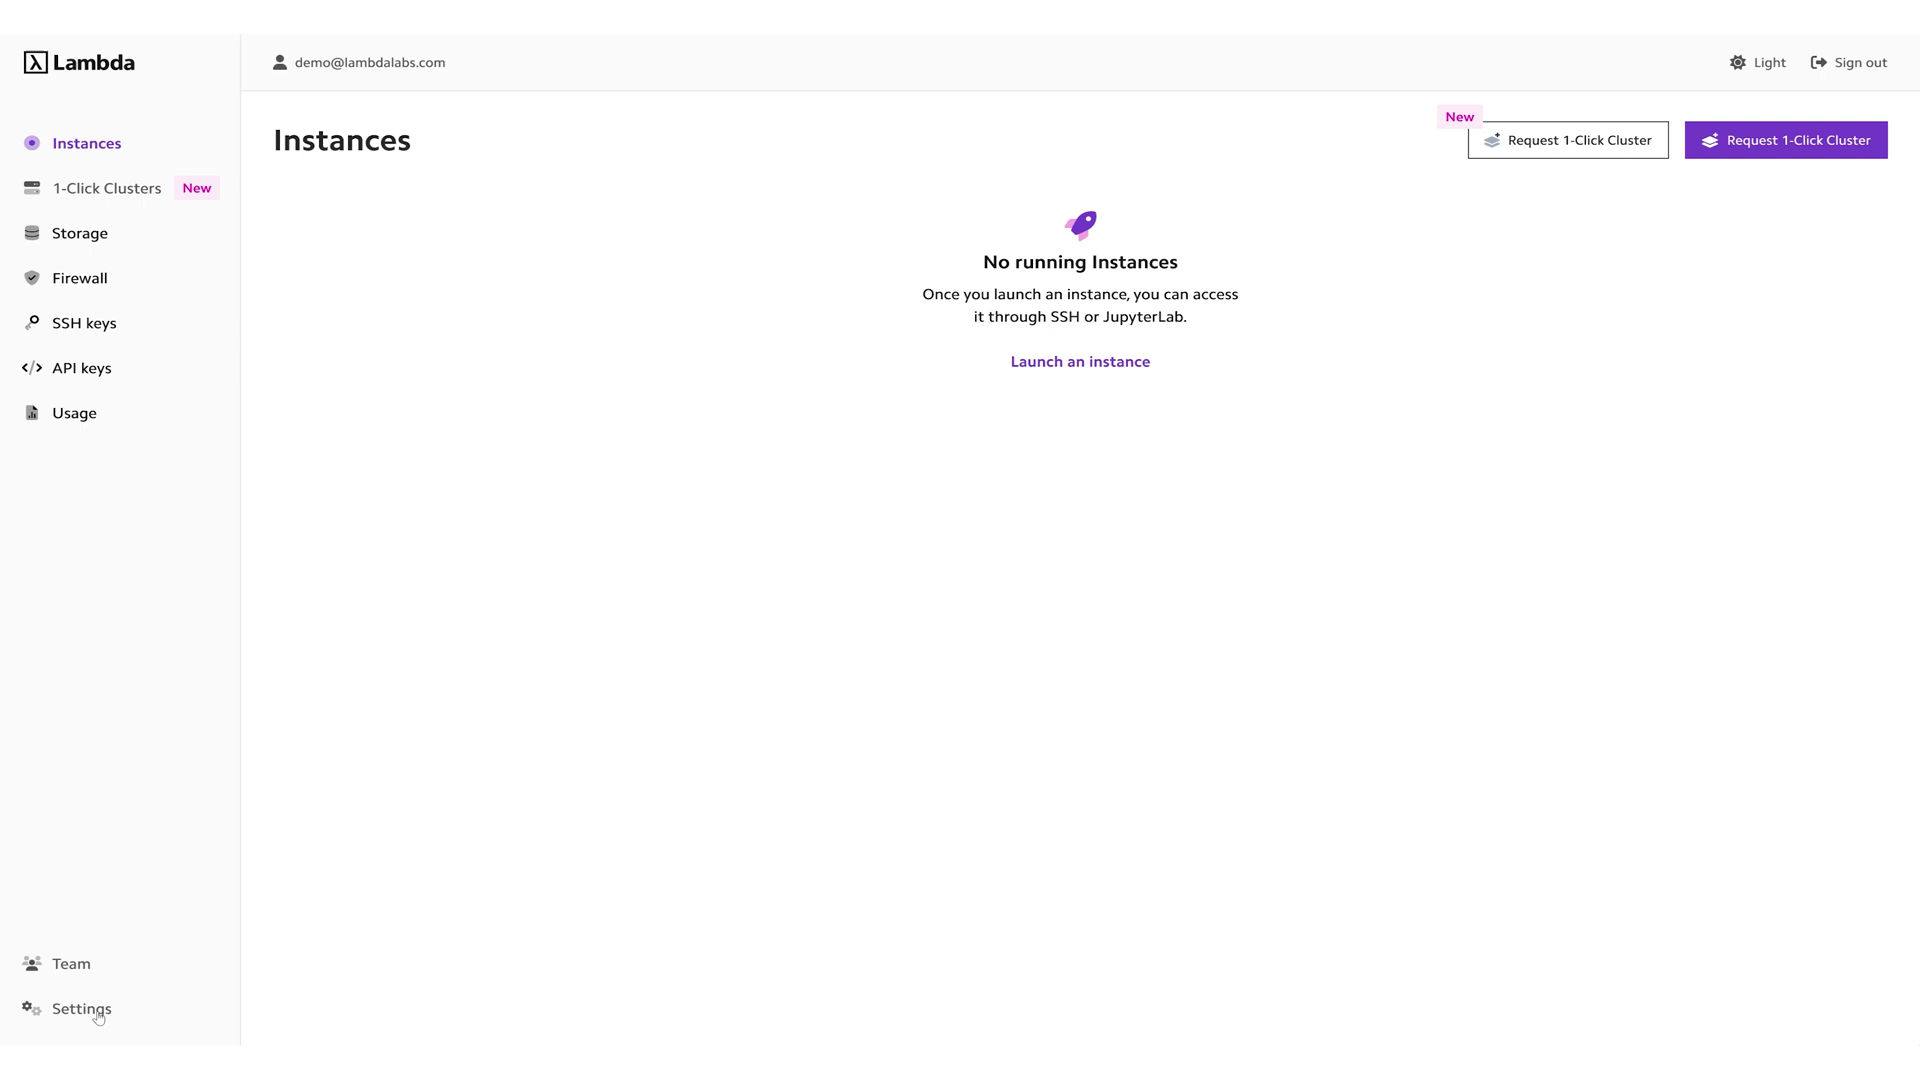 Lambda
demo@lambdalabs.com
Light
Sign out
Instances
1-Click Clusters New
Storage
Firewall
SSH keys
API keys
Usage
Team
Settings
Instances
New
Request 1-Click Cluster
Request 1-Click Cluster
No running Instances
Once you launch an instance, you can access
it through SSH or JupyterLab.
Launch an instance